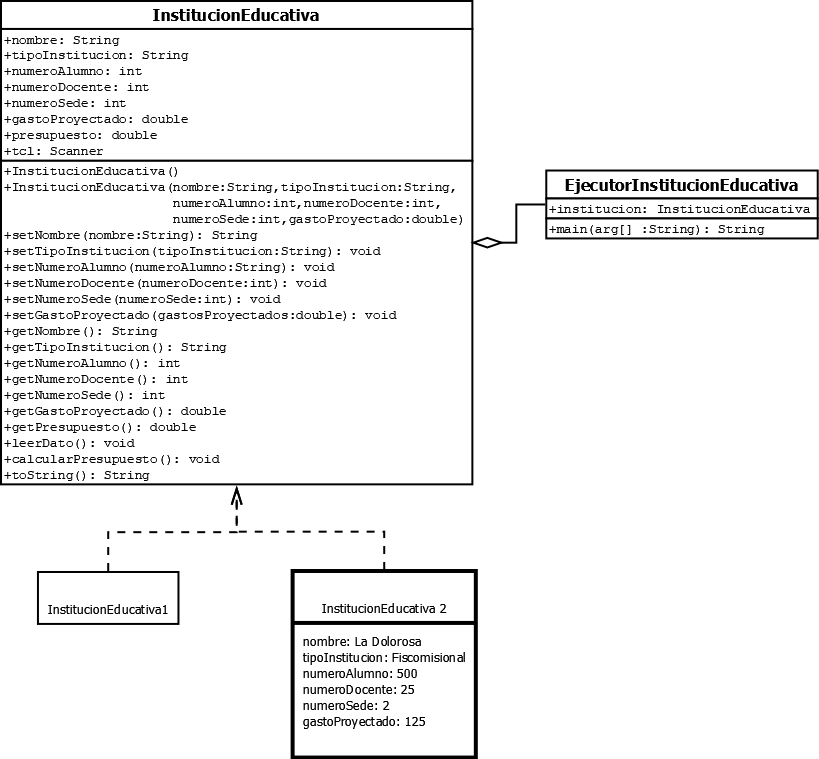 InstitucionEducativa
+nombre: String
+tipoInstitucion: String
+numeroAlumno: int
+numeroDocente: int
+numeroSede: int
+gastoProyectado: double
+presupuesto: double
+tcl: Scanner
+InstitucionEducativa()
+InstitucionEducativa(nombre:String,tipoInstitucion:String,
numeroAlumno:int,numeroDocente:int,
numeroSede:int,gastoProyectado:double)
+setNombre(nombre:String): String
+setTipoInstitucion(tipoInstitucion:String): void
+setNumeroAlumno(numeroAlumno:String): void
+setNumeroDocente(numeroDocente:int): void
+setNumeroSede(numeroSede:int): void
+setGastoProyectado(gastosProyectados:double): void
+getNombre(): String
+getTipoInstitucion(): String
+getNumeroAlumno(): int
+getNumeroDocente(): int
+getNumeroSede(): int
+getGastoProyectado(): double
+getPresupuesto(): double
+leerDato(): void
+calcularPresupuesto(): void
+toString(): String
EjecutorInstitucionEducativa
+institucion: InstitucionEducativa
+main(arg[] :String): String
InstitucionEducativa1
InstitucionEducativa 2
nombre: La Dolorosa
tipoInstitucion: Fiscomisional
numeroAlumno: 500
numeroDocente: 25
numeroSede: 2
gastoProyectado: 125